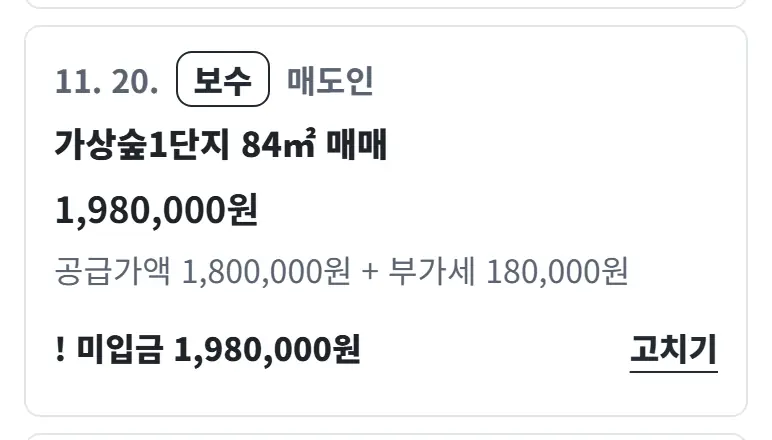 11. 20. 보수 매도인
가상숲1단지 84㎡ 매매
1,980,000원
공급가액 1,800,000원 + 부가세 180,000원
! 미입금 1,980,000원 고치기